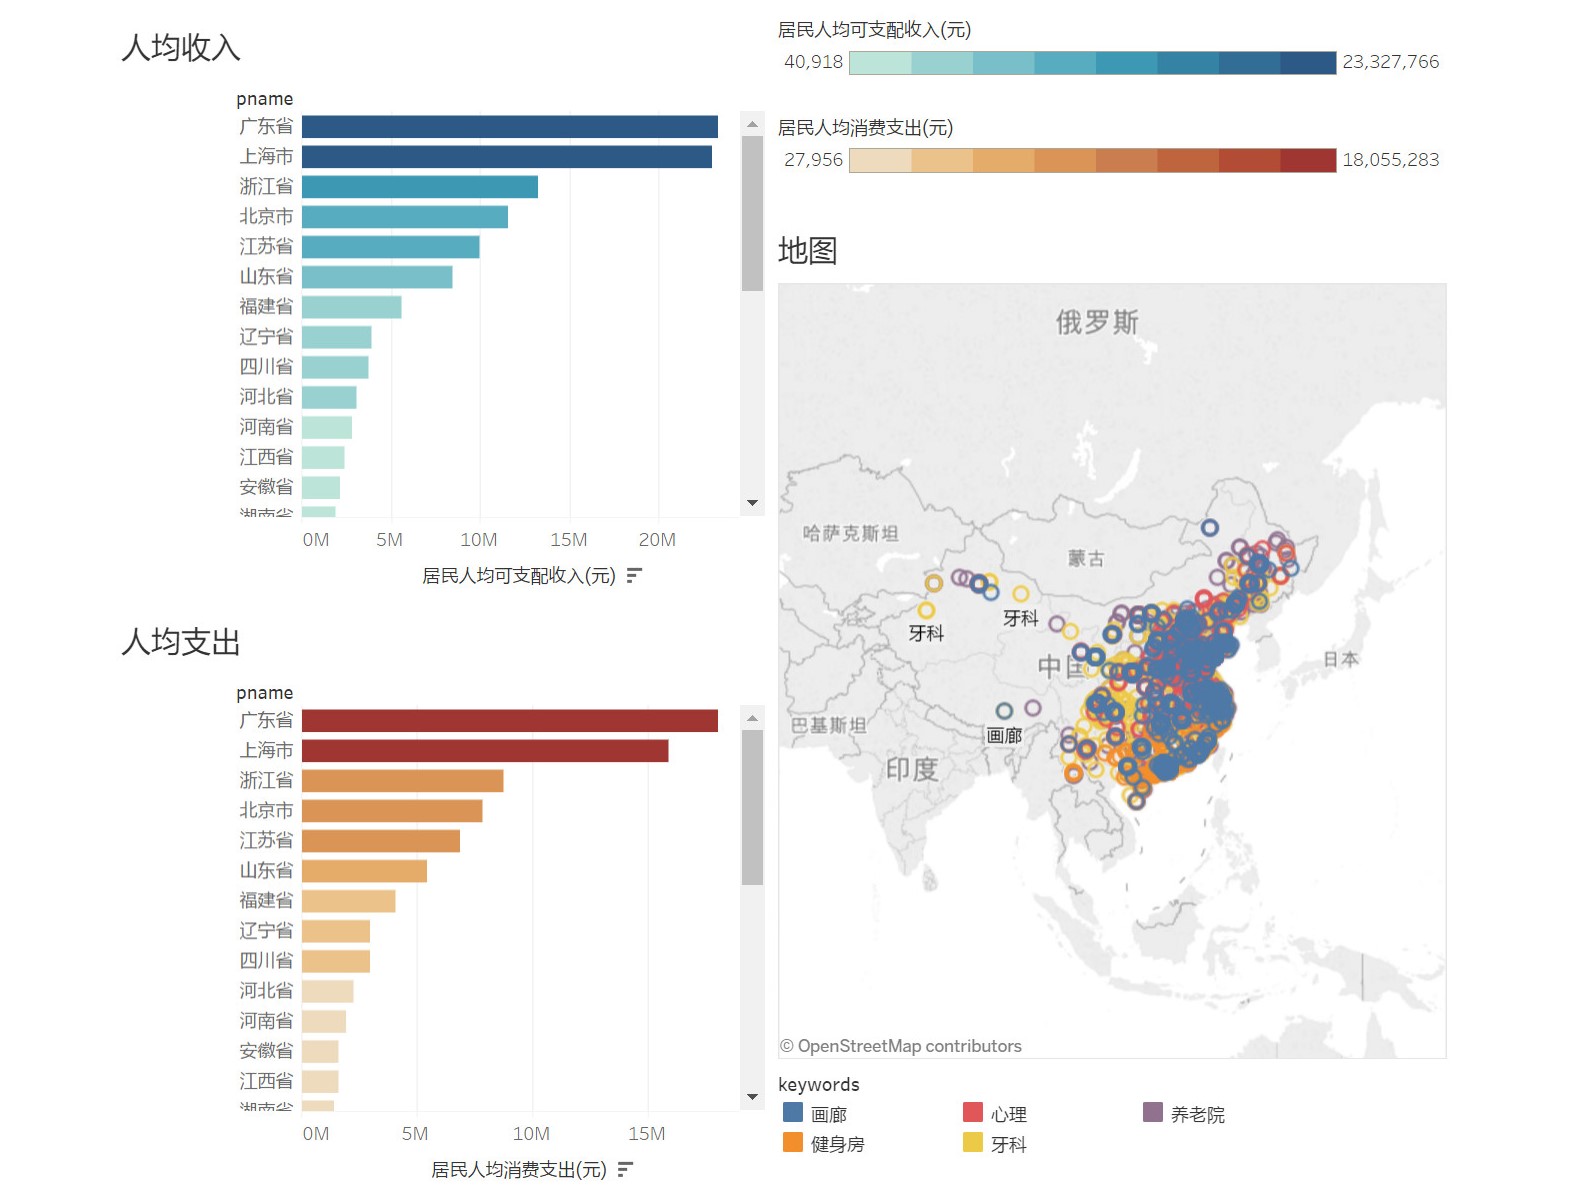 人均收入
pname
广东省
上海市
浙江省
北京市
江苏省
山东省
福建省
辽宁省
四川省
河北省
河南省
江西省
安徽省
湖南省
0M 5M 10M 15M 20M
居民人均可支配收入(元)
人均支出
pname
广东省
上海市
浙江省
北京市
江苏省
山东省
福建省
辽宁省
四川省
河北省
河南省
安徽省
江西省
湖南省
0M 5M 10M 15M
居民人均消费支出(元)
居民人均可支配收入(元)
40,918 23,327,766
居民人均消费支出(元)
27,956 18,055,283
地图
俄罗斯
哈萨克斯坦
蒙古
牙科
牙科
中国
日本
巴基斯坦
画廊
印度
© OpenStreetMap contributors
keywords
画廊 心理 养老院
健身房 牙科